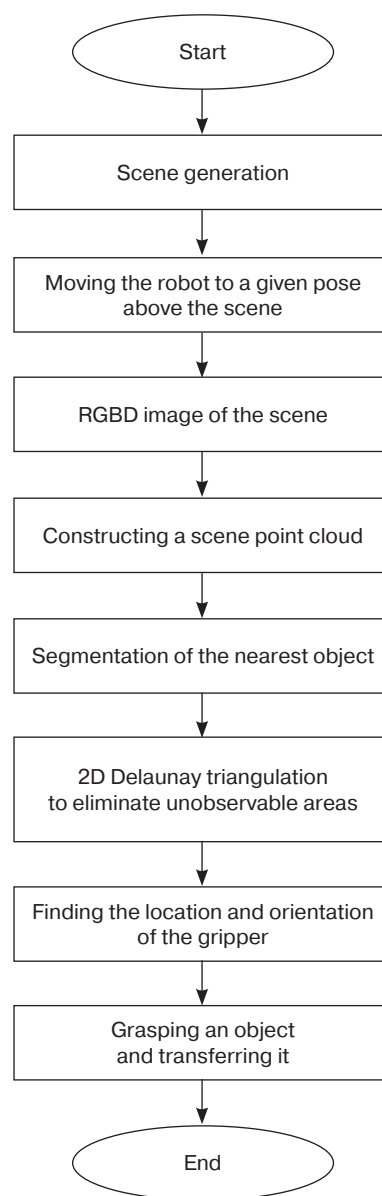 Start
Scene generation
Moving the robot to a given pose
above the scene
RGBD image of the scene
Constructing a scene point cloud
Segmentation of the nearest object
2D Delaunay triangulation
to eliminate unobservable areas
Finding the location and orientation
of the gripper
Grasping an object
and transferring it
End